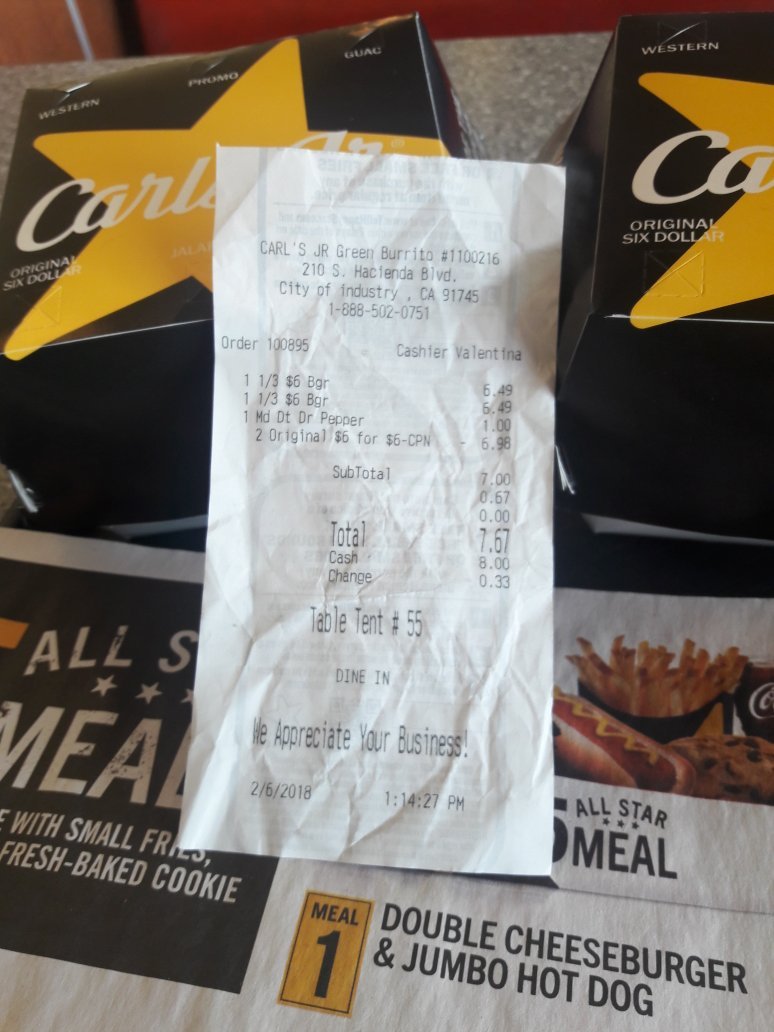 WESTERN
PROMO
GUAC
Carl's Jr
ORIGINAL
SIX DOLLAR
WESTERN
Ca
ORIGINAL
SIX DOLLAR
CARL'S JR Green Burrito #1100216
210 S. Hacienda Blvd.
City of industry , CA 91745
1-888-502-0751
Order 100895 Cashier Valentina
1 1/3 $6 Bgr 6.49
1 1/3 $6 Bgr 6.49
1 Md Dt Dr Pepper 1.00
2 Original $6 for $6-CPN - 6.98
SubTotal 7.00
0.67
0.00
Total 7.67
Cash 8.00
Change 0.33
Table Tent # 55
DINE IN
We Appreciate Your Business!
2/6/2018 1:14:27 PM
ALL S
MEAL
E WITH SMALL FRIES,
FRESH-BAKED COOKIE
5 ALL STAR
MEAL
MEAL
1
DOUBLE CHEESEBURGER
& JUMBO HOT DOG